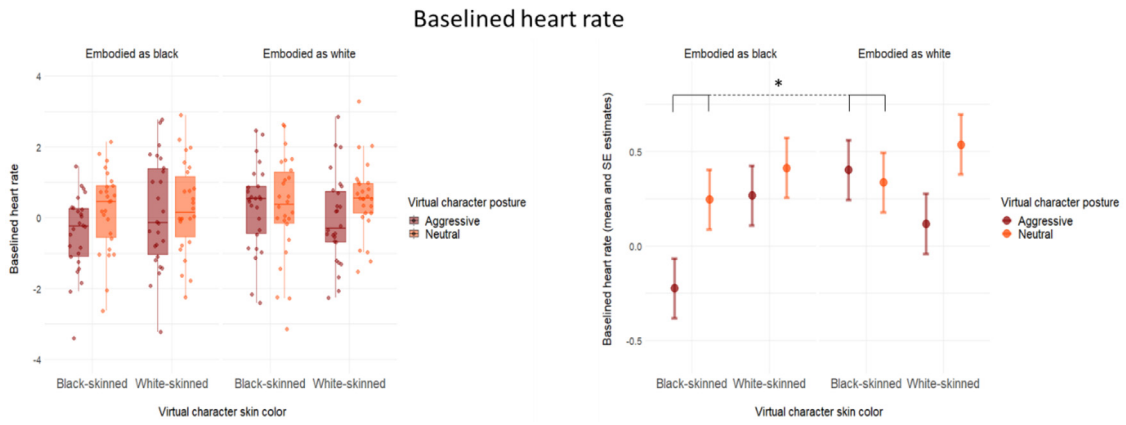 Baselined heart rate
Embodied as black
Embodied as white
4
2
0
-2
-4
Baselined heart rate
Black-skinned
White-skinned
Black-skinned
White-skinned
Virtual character skin color
Virtual character posture
Aggressive
Neutral
Embodied as black
Embodied as white
*
0.5
0.0
-0.5
Baselined heart rate (mean and SE estimates)
Black-skinned
White-skinned
Black-skinned
White-skinned
Virtual character skin color
Virtual character posture
Aggressive
Neutral